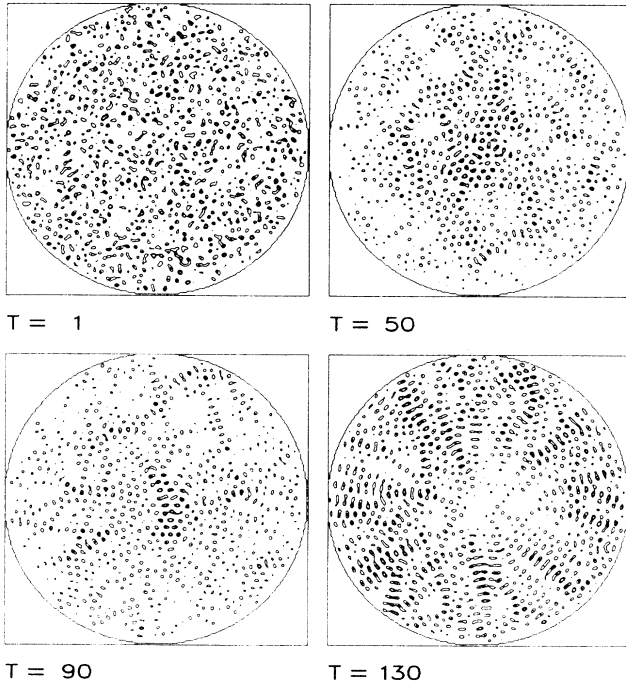 T = 1
T = 50
T = 90
T = 130